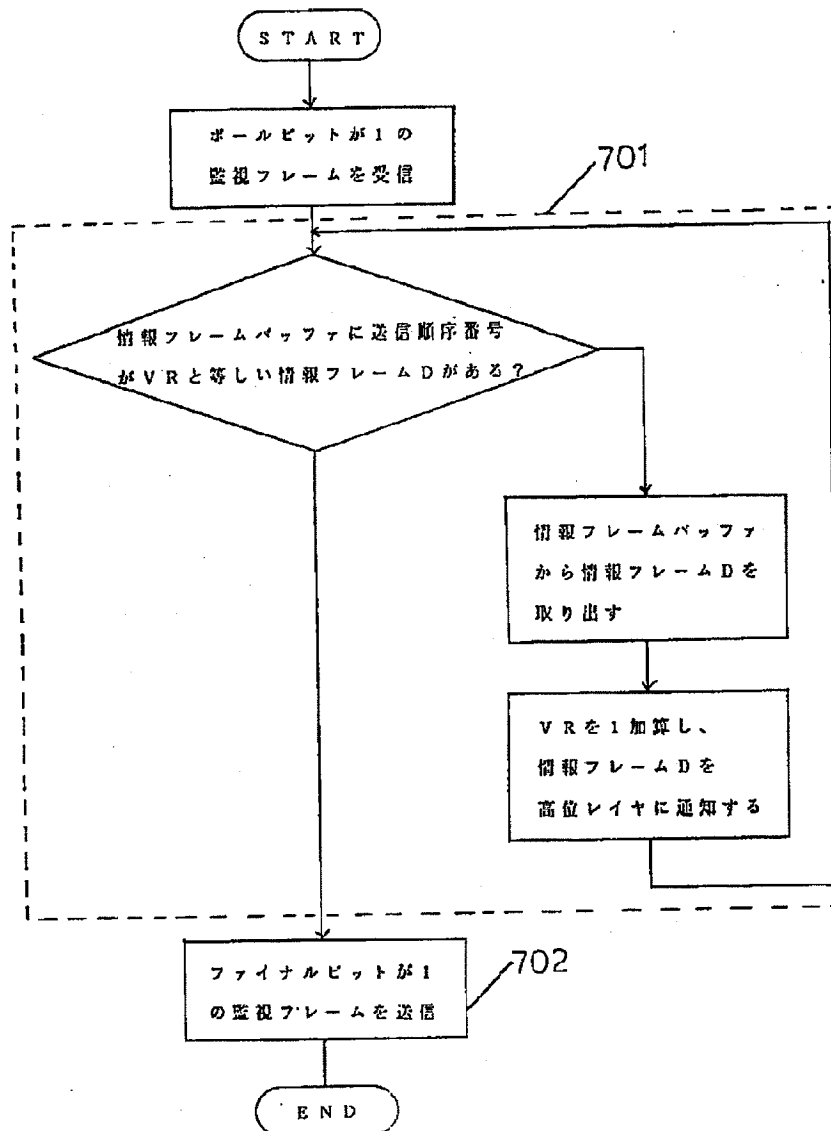 START
ポールビットが1の
監視フレームを受信
701
情報フレームバッファに送信順序番号
がVRと等しい情報フレームDがある?
情報フレームバッファ
から情報フレームDを
取り出す
VRを1加算し、
情報フレームDを
高位レイヤに通知する
ファイナルビットが1
の監視フレームを送信
702
END